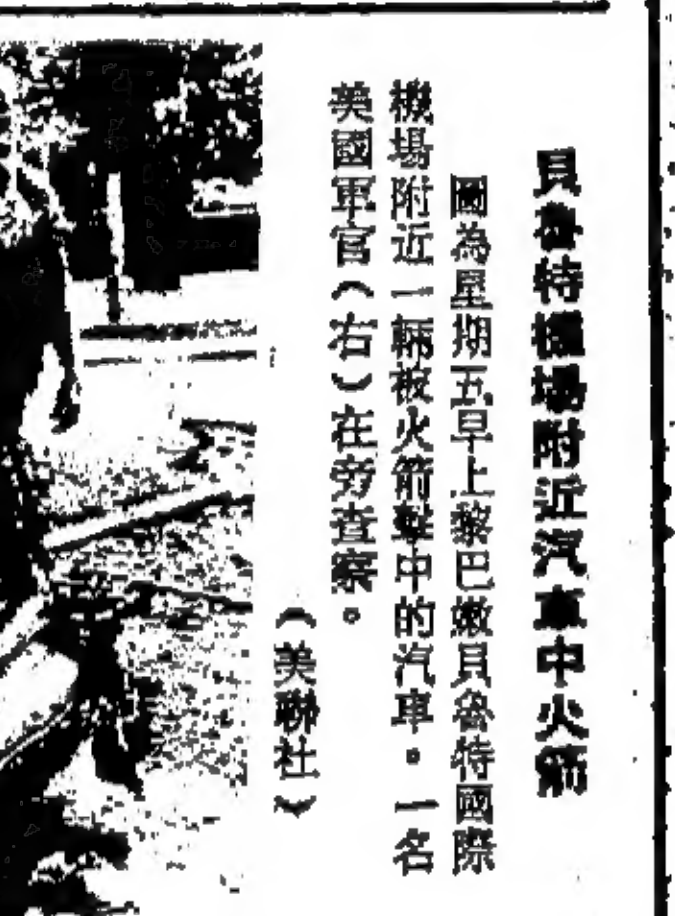 貝魯特機場附近汽車中火箭
圖為星期五早上黎巴嫩貝魯特國際
機場附近一輛被火箭擊中的汽車。一名
美國軍官(右)在旁查察。
(美聯社)